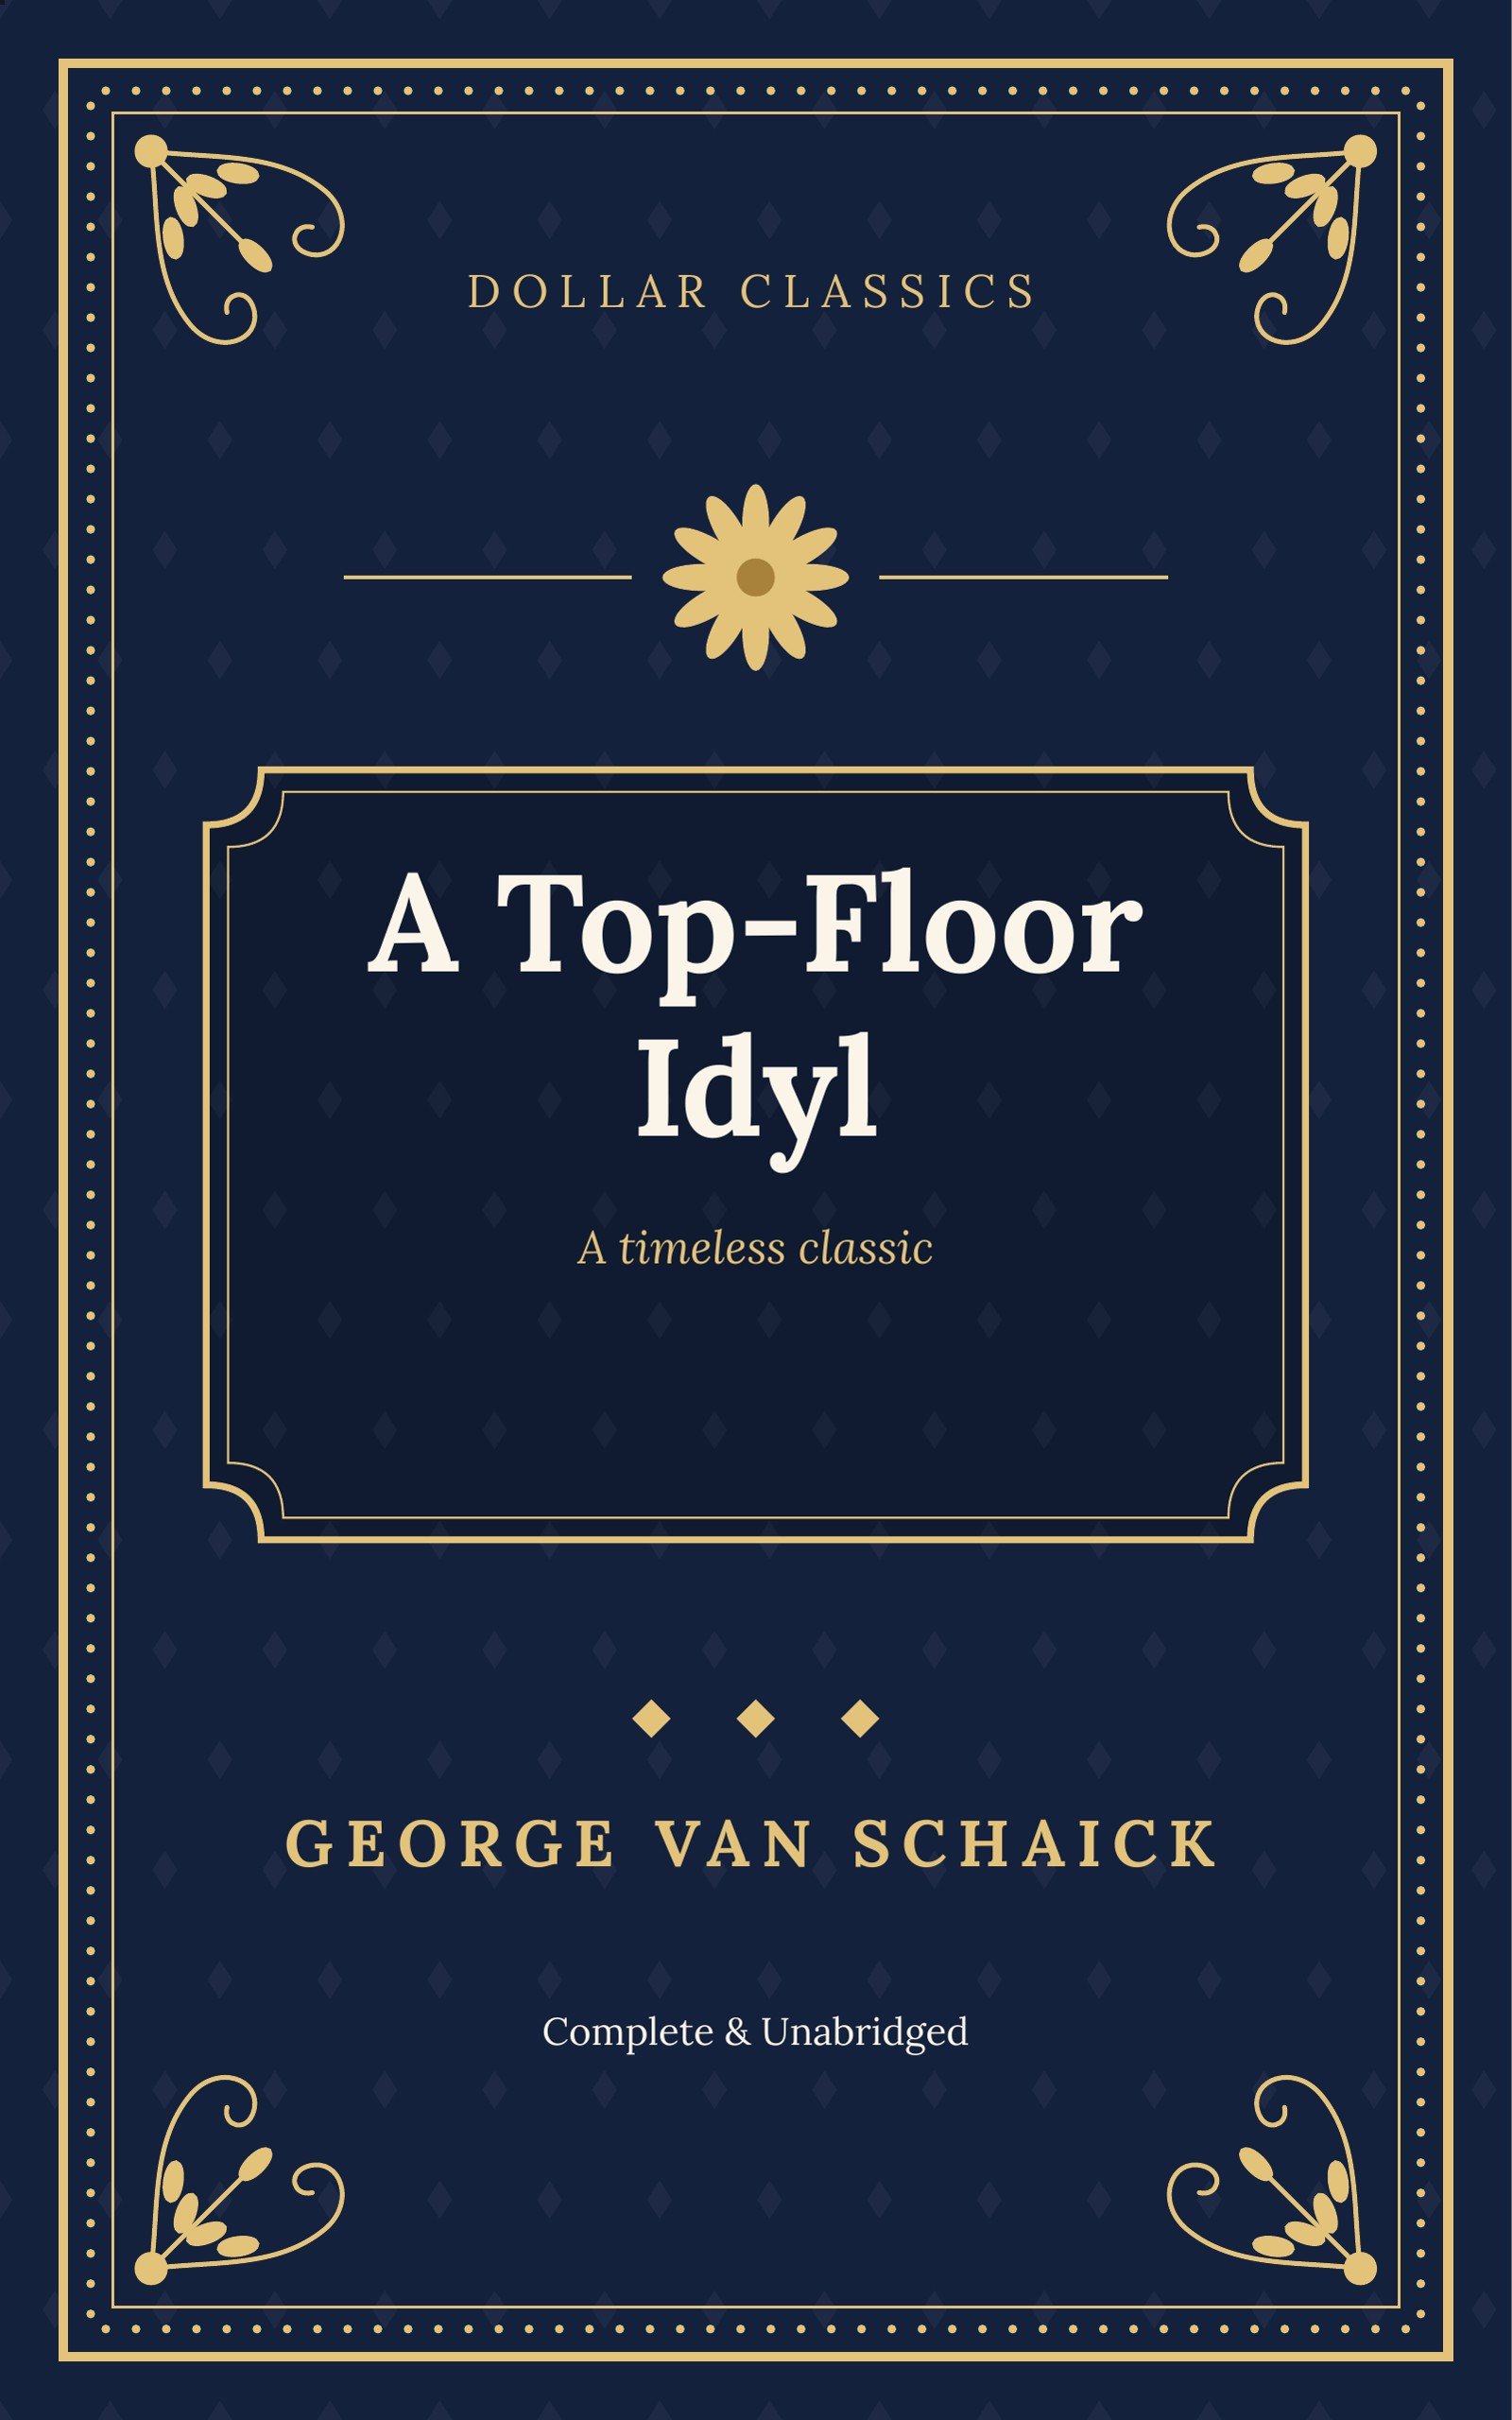 DOLLAR CLASSICS
A Top-Floor
Idyl
A timeless classic
GEORGE VAN SCHAICK
Complete & Unabridged